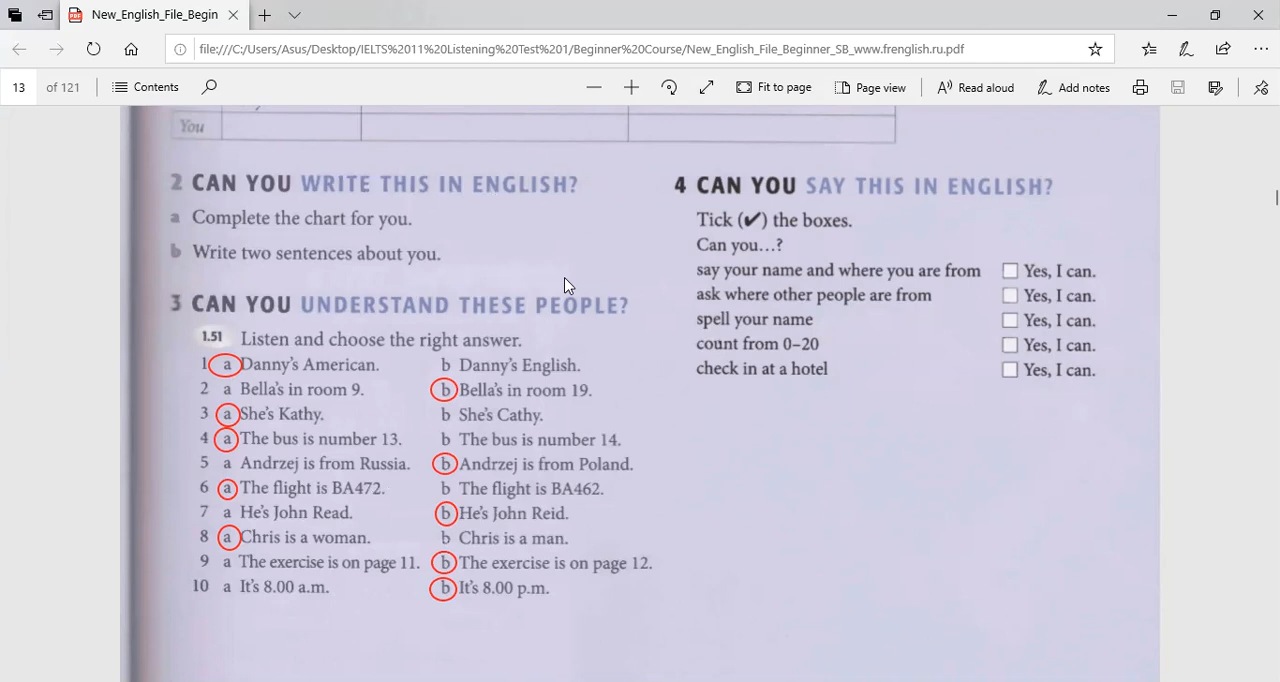 New_English_File_Begin
file:///C:/Users/Asus/Desktop/IELTS%2011%20Listening%20Test%201/Beginner%20Course/New_English_File_Beginner_SB_www.frenglish.ru.pdf
13 of 121 Contents Fit to page Page view Read aloud Add notes
You
2 CAN YOU WRITE THIS IN ENGLISH?
a Complete the chart for you.
b Write two sentences about you.
3 CAN YOU UNDERSTAND THESE PEOPLE?
1.51 Listen and choose the right answer.
1 a Danny's American. b Danny's English.
2 a Bella's in room 9. b Bella's in room 19.
3 a She's Kathy. b She's Cathy.
4 a The bus is number 13. b The bus is number 14.
5 a Andrzej is from Russia. b Andrzej is from Poland.
6 a The flight is BA472. b The flight is BA462.
7 a He's John Read. b He's John Reid.
8 a Chris is a woman. b Chris is a man.
9 a The exercise is on page 11. b The exercise is on page 12.
10 a It's 8.00 a.m. b It's 8.00 p.m.
4 CAN YOU SAY THIS IN ENGLISH?
Tick (✔) the boxes.
Can you…?
say your name and where you are from Yes, I can.
ask where other people are from Yes, I can.
spell your name Yes, I can.
count from 0–20 Yes, I can.
check in at a hotel Yes, I can.